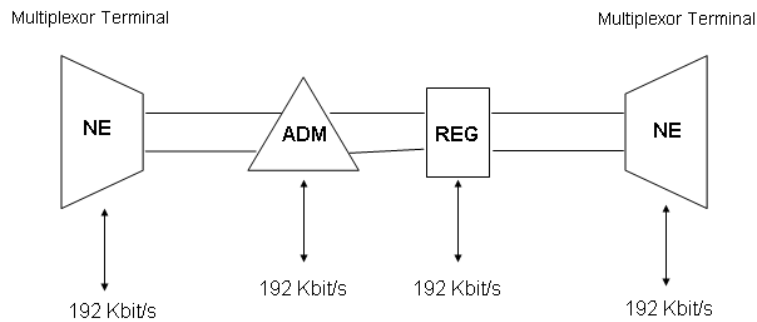 Multiplexor Terminal
Multiplexor Terminal
NE
ADM
REG
NE
192 Kbit/s
192 Kbit/s
192 Kbit/s
192 Kbit/s